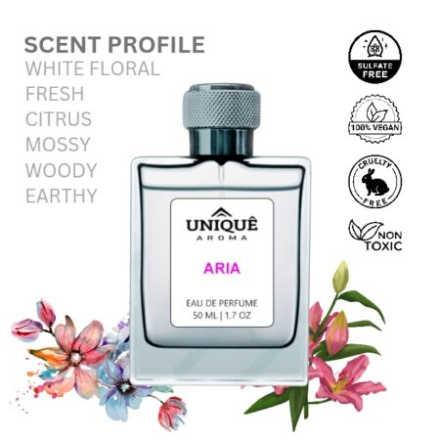 SCENT PROFILE
WHITE FLORAL
FRESH
CITRUS
MOSSY
WOODY
EARTHY
SULFATE
FREE
100% VEGAN
CRUELTY
FREE
NON
TOXIC
UNIQUÊ
AROMA
ARIA
EAU DE PERFUME
50 ML | 1.7 OZ